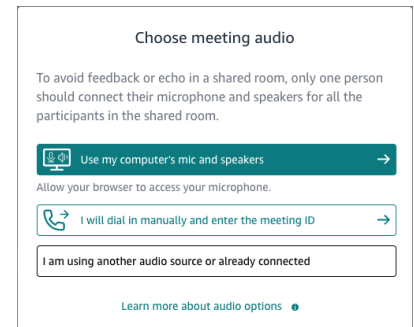 Choose meeting audio
To avoid feedback or echo in a shared room, only one person
should connect their microphone and speakers for all the
participants in the shared room.
Use my computer's mic and speakers
Allow your browser to access your microphone.
I will dial in manually and enter the meeting ID
I am using another audio source or already connected
Learn more about audio options